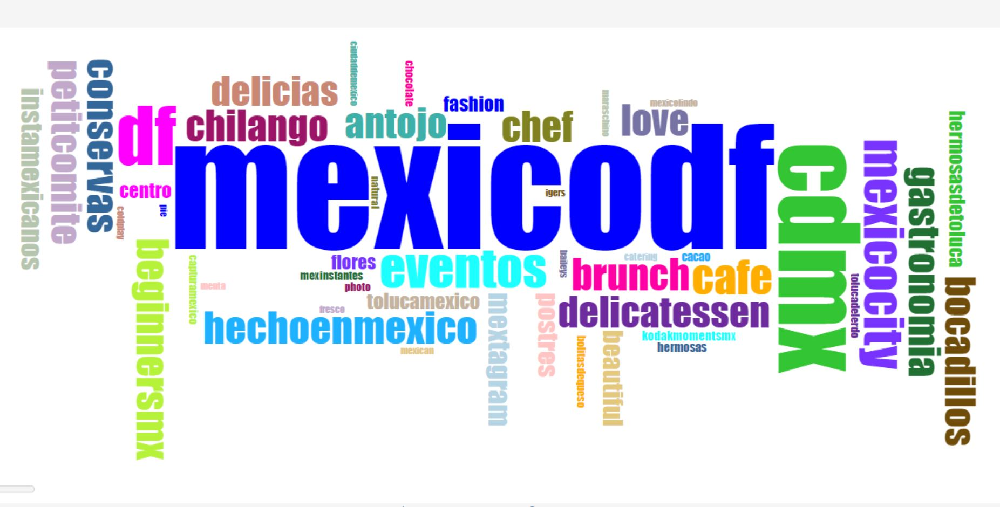 instamexicanos
petitcomite
conservas
df
centro
pie
coldplay
beginnersmx
delicias
chilango
ciudaddemexico
chocolate
antojo
fashion
chef
maraschino
love
mexicolindo
mexicodf
natural
igers
capturamexico
menta
flores
mexinstantes
photo
eventos
tolucamexico
fresco
hechoenmexico
mexican
mextagram
postres
baileys
brunch
catering
cacao
cafe
delicatessen
kodakmomentsmx
hermosas
bolitasdequeso
beautiful
cdmx
tolucadelerdo
mexicocity
gastronomia
hermosasdetoluca
bocadillos